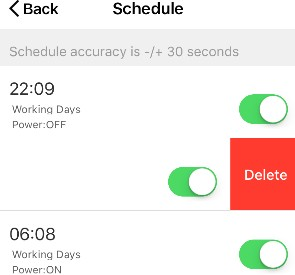 Back Schedule
Schedule accuracy is -/+ 30 seconds
22:09
Working Days
Power:OFF
Delete
06:08
Working Days
Power:ON